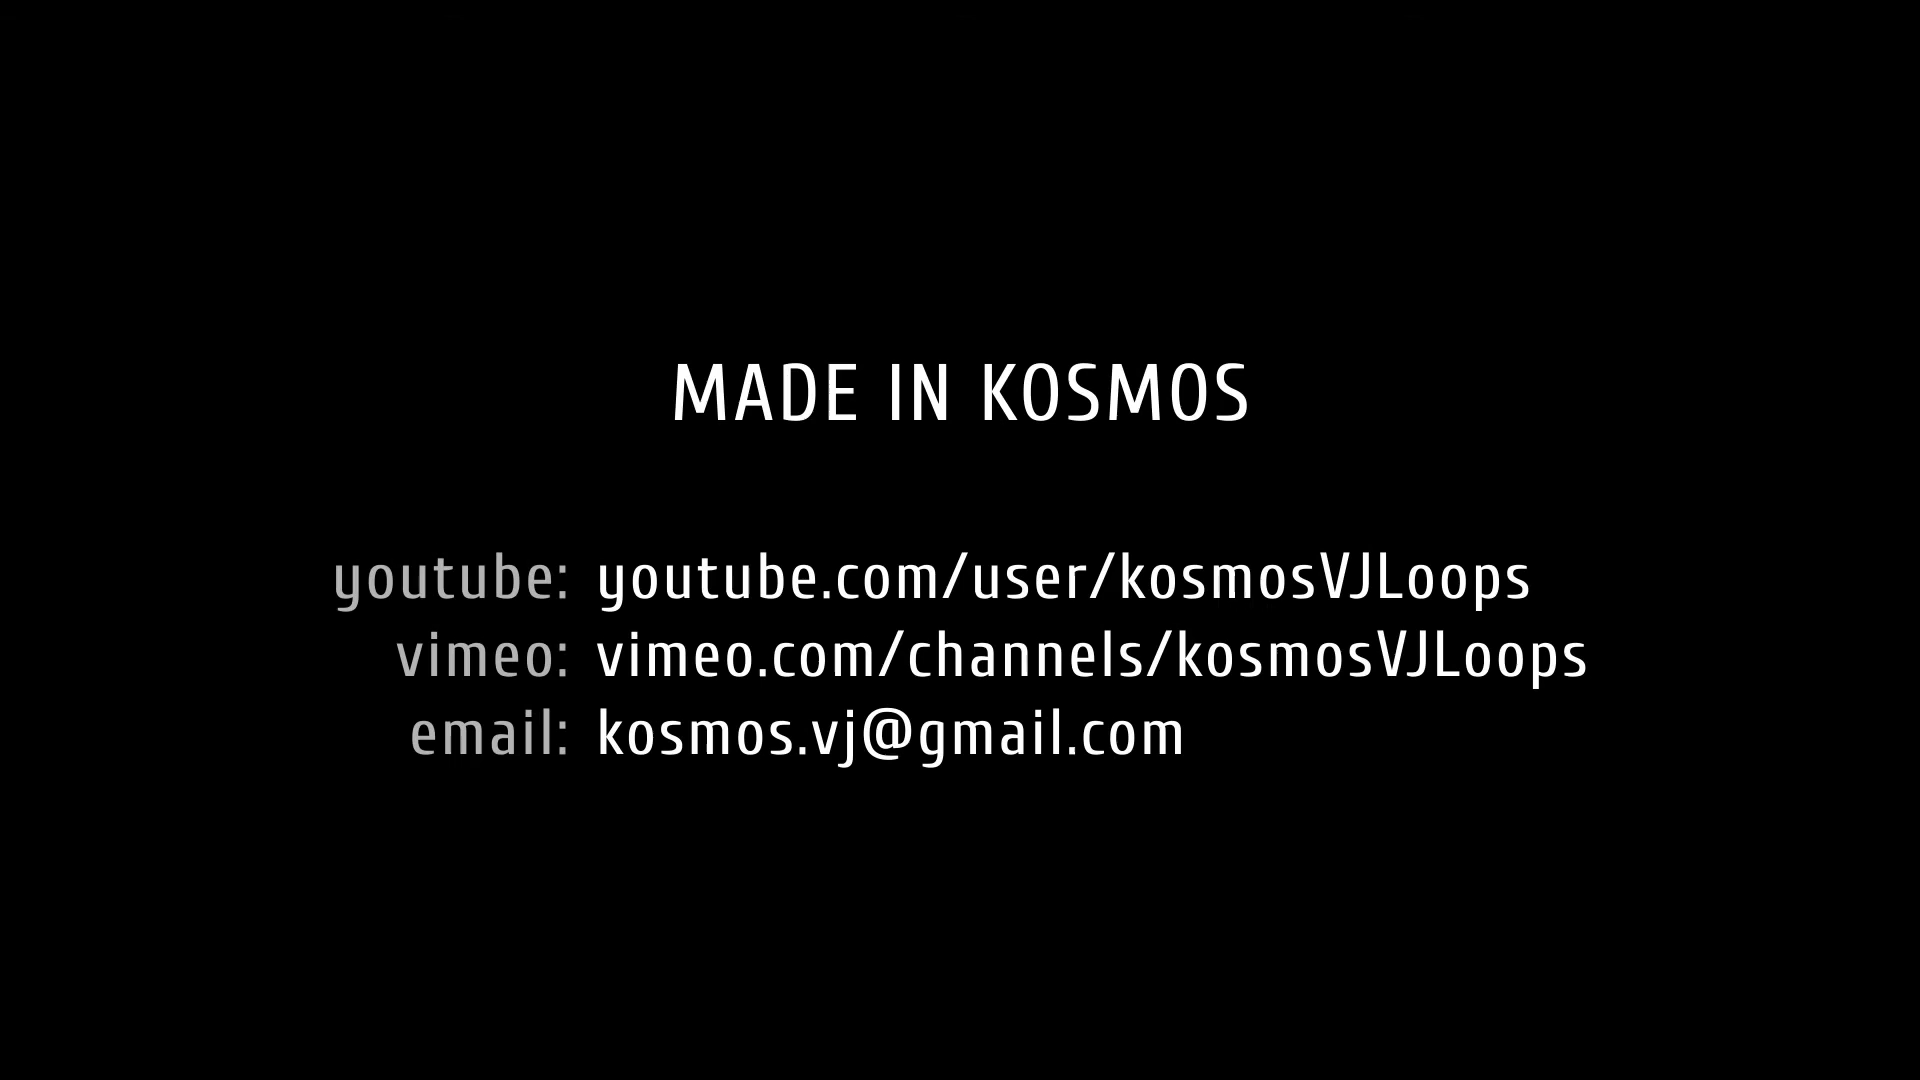 MADE IN KOSMOS
youtube: youtube.com/user/kosmosVJLoops
vimeo: vimeo.com/channels/kosmosVJLoops
email: kosmos.vj@gmail.com